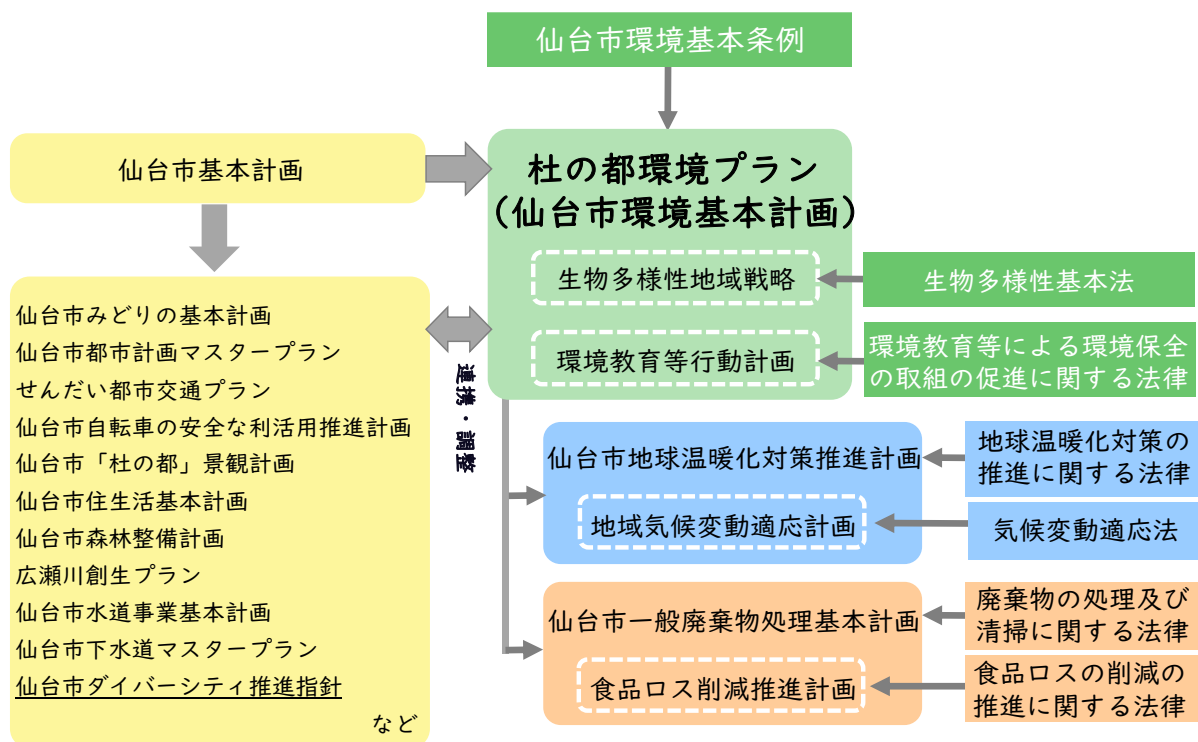 仙台市環境基本条例
仙台市基本計画
杜の都環境プラン
(仙台市環境基本計画)
生物多様性地域戦略
生物多様性基本法
環境教育等行動計画
環境教育等による環境保全
の取組の促進に関する法律
連携・調整
仙台市みどりの基本計画
仙台市都市計画マスタープラン
せんだい都市交通プラン
仙台市自転車の安全な利活用推進計画
仙台市「杜の都」景観計画
仙台市住生活基本計画
仙台市森林整備計画
広瀬川創生プラン
仙台市水道事業基本計画
仙台市下水道マスタープラン
仙台市ダイバーシティ推進指針
など
仙台市地球温暖化対策推進計画
地球温暖化対策の
推進に関する法律
地域気候変動適応計画
気候変動適応法
仙台市一般廃棄物処理基本計画
廃棄物の処理及び
清掃に関する法律
食品ロス削減推進計画
食品ロスの削減の
推進に関する法律